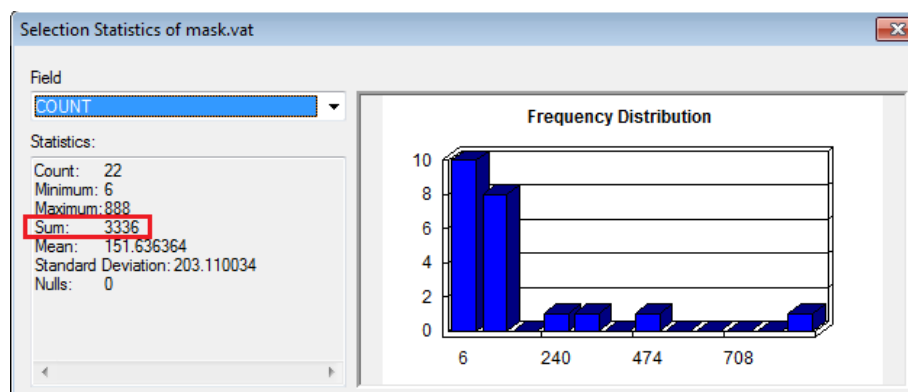 Selection Statistics of mask.vat
Field
COUNT
Statistics:
Count: 22
Minimum: 6
Maximum: 888
Sum: 3336
Mean: 151.636364
Standard Deviation: 203.110034
Nulls: 0
Frequency Distribution
10
8
6
4
2
0
6 240 474 708